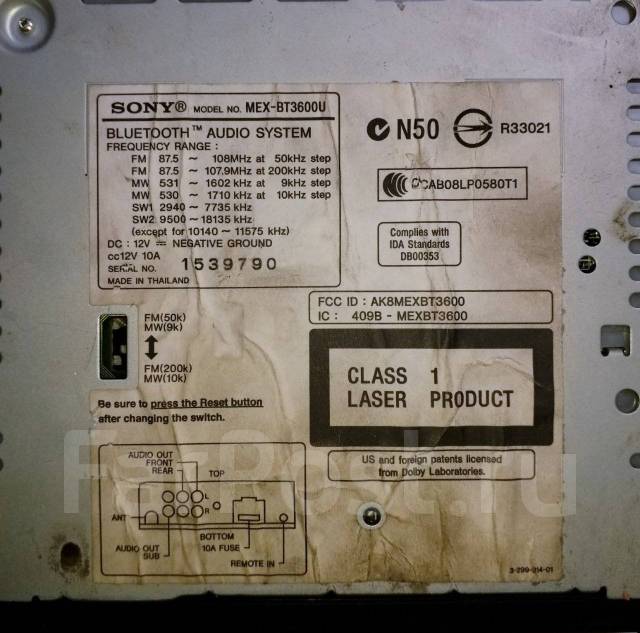 SONY® MODEL NO. MEX-BT3600U
BLUETOOTH™ AUDIO SYSTEM
FREQUENCY RANGE :
FM 87.5 ~ 108MHz at 50kHz step
FM 87.5 ~ 107.9MHz at 200kHz step
MW 531 ~ 1602 kHz at 9kHz step
MW 530 ~ 1710 kHz at 10kHz step
SW1 2940 ~ 7735 kHz
SW2 9500 ~ 18135 kHz
(except for 10140 ~ 11575 kHz)
DC : 12V ⎓ NEGATIVE GROUND
cc12V 10A
SERIAL NO. 1539790
MADE IN THAILAND
N50
R33021
CCAB08LP0580T1
Complies with
IDA Standards
DB00353
FCC ID : AK8MEXBT3600
IC : 409B - MEXBT3600
FM(50k)
MW(9k)
FM(200k)
MW(10k)
CLASS 1
LASER PRODUCT
Be sure to press the Reset button
after changing the switch.
US and foreign patents licensed
from Dolby Laboratories.
AUDIO OUT
FRONT
REAR
TOP
L
R
ANT
BOTTOM
AUDIO OUT
SUB
10A FUSE
REMOTE IN
3-299-314-01
FarPost.ru